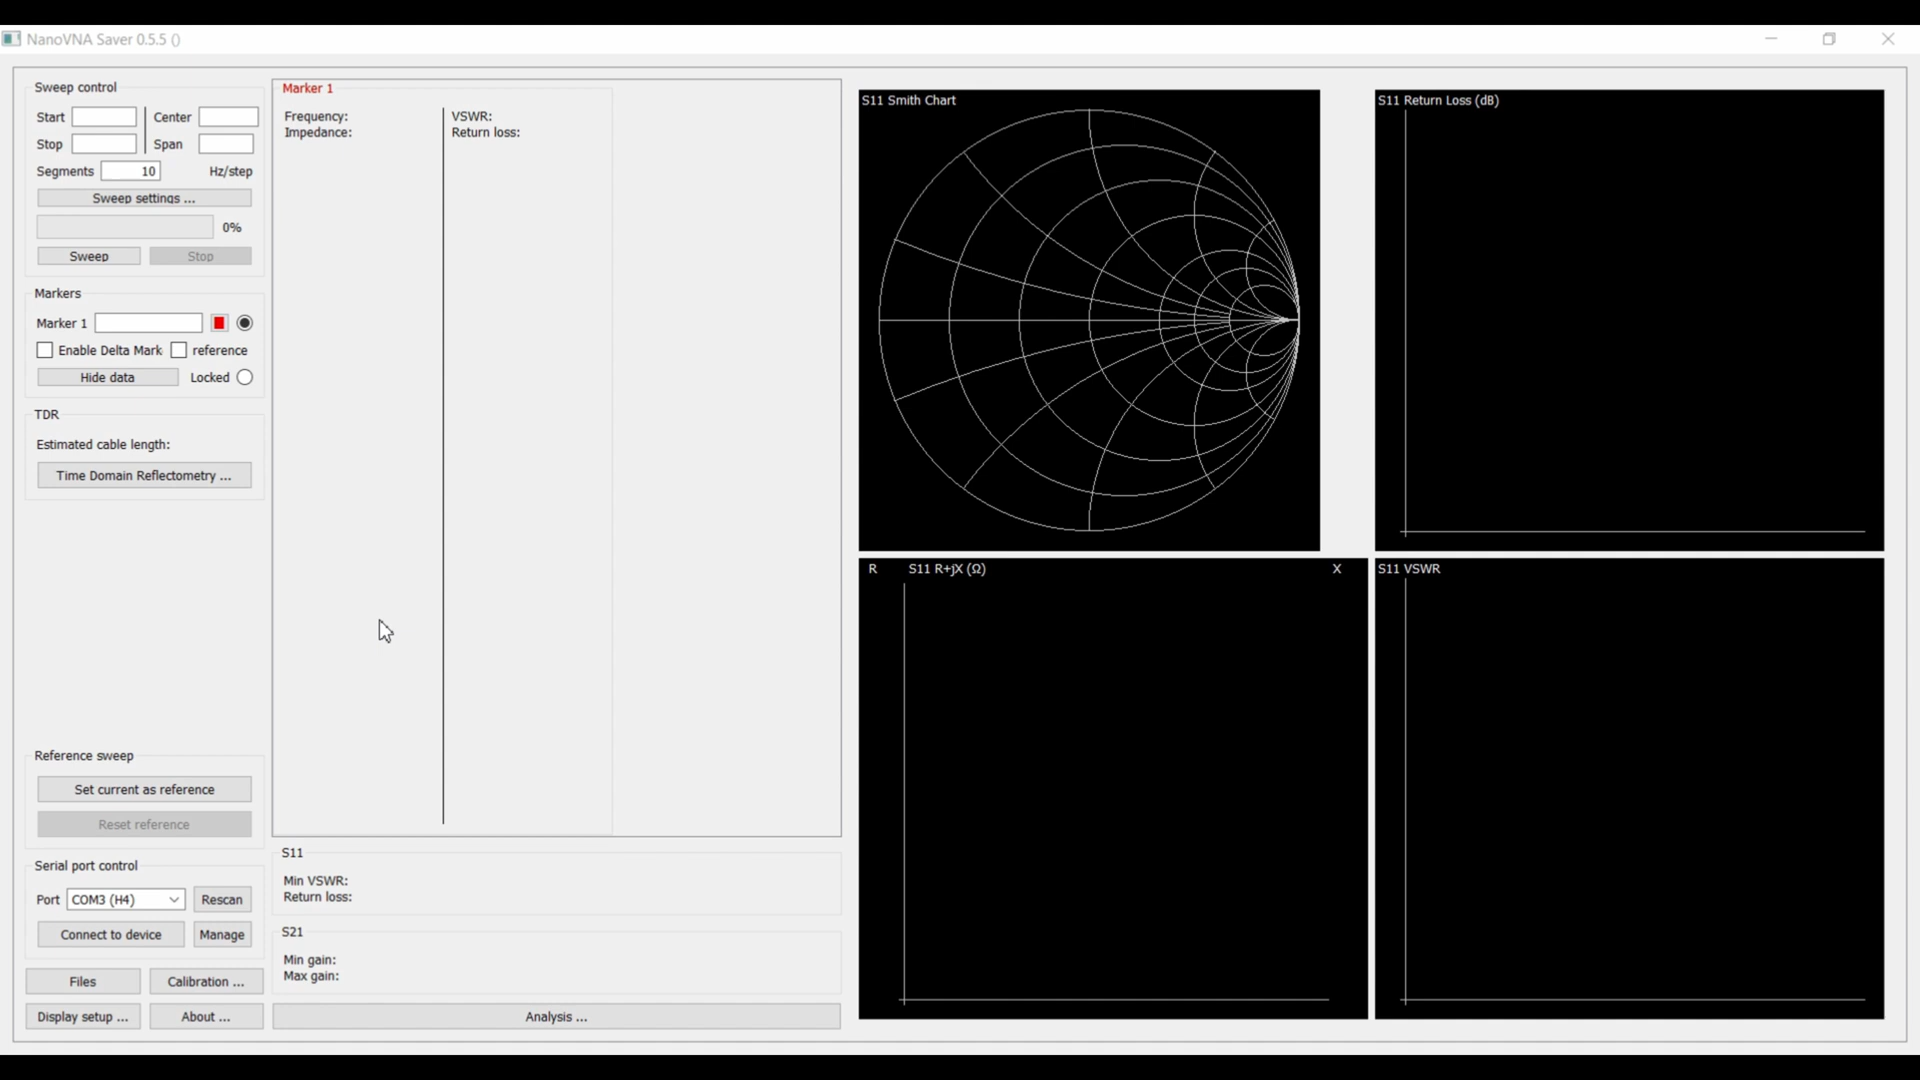 NanoVNA Saver 0.5.5 ()
Sweep control
Start
Center
Stop
Span
Segments 10 Hz/step
Sweep settings ...
0%
Sweep
Stop
Markers
Marker 1
Enable Delta Mark
reference
Hide data
Locked
TDR
Estimated cable length:
Time Domain Reflectometry ...
Reference sweep
Set current as reference
Reset reference
Serial port control
Port COM3 (H4) Rescan
Connect to device
Manage
Files
Calibration ...
Display setup ...
About ...
Marker 1
Frequency:
Impedance:
VSWR:
Return loss:
S11
Min VSWR:
Return loss:
S21
Min gain:
Max gain:
Analysis ...
S11 Smith Chart
S11 Return Loss (dB)
R S11 R+jX (Ω) X
S11 VSWR